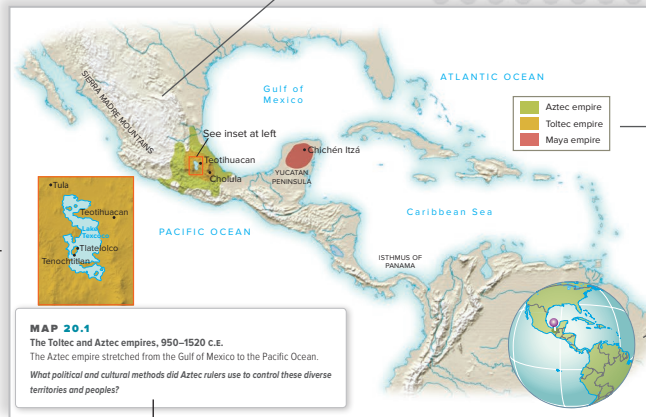 ATLANTIC OCEAN
Gulf of
Mexico
SIERRA MADRE MOUNTAINS
Aztec empire
Toltec empire
Maya empire
See inset at left
Chichén Itzá
Teotihuacan
Cholula
YUCATAN
PENINSULA
Tula
Teotihuacan
Lake
Texcoco
Tlatelolco
Tenochtitlan
Caribbean Sea
PACIFIC OCEAN
ISTHMUS OF
PANAMA
MAP 20.1
The Toltec and Aztec empires, 950–1520 C.E.
The Aztec empire stretched from the Gulf of Mexico to the Pacific Ocean.
What political and cultural methods did Aztec rulers use to control these diverse
territories and peoples?